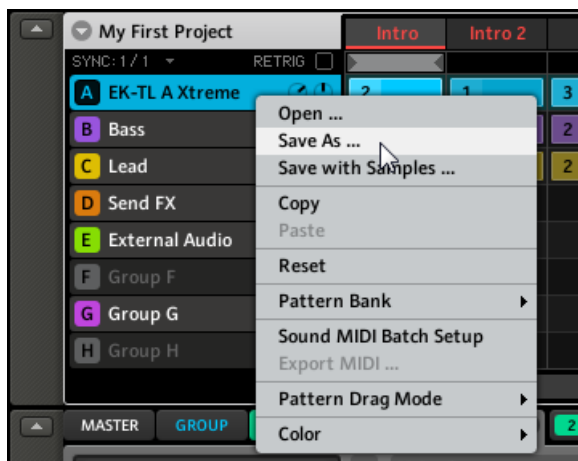 My First Project
Intro
Intro 2
SYNC: 1 / 1
RETRIG
A EK-TL A Xtreme
2
1
3
B Bass
2
C Lead
2
D Send FX
E External Audio
F Group F
G Group G
H Group H
Open ...
Save As ...
Save with Samples ...
Copy
Paste
Reset
Pattern Bank
Sound MIDI Batch Setup
Export MIDI ...
Pattern Drag Mode
Color
MASTER
GROUP
2